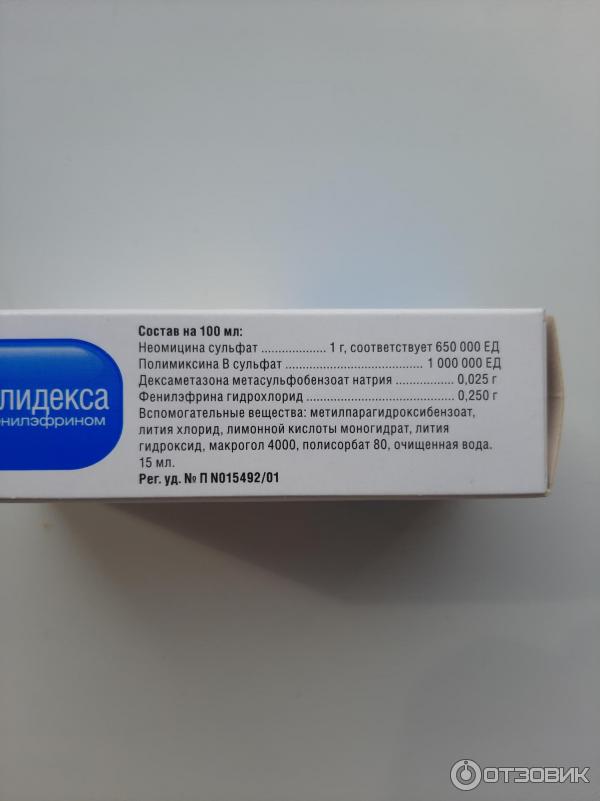 лидекса
енилэфрином
Состав на 100 мл:
Неомицина сульфат ................... 1 г, соответствует 650 000 ЕД
Полимиксина В сульфат ........................................ 1 000 000 ЕД
Дексаметазона метасульфобензоат натрия ................. 0,025 г
Фенилэфрина гидрохлорид ........................................... 0,250 г
Вспомогательные вещества: метилпарагидроксибензоат,
лития хлорид, лимонной кислоты моногидрат, лития
гидроксид, макрогол 4000, полисорбат 80, очищенная вода.
15 мл.
Рег. уд. № П N015492/01
ОТЗОВИК